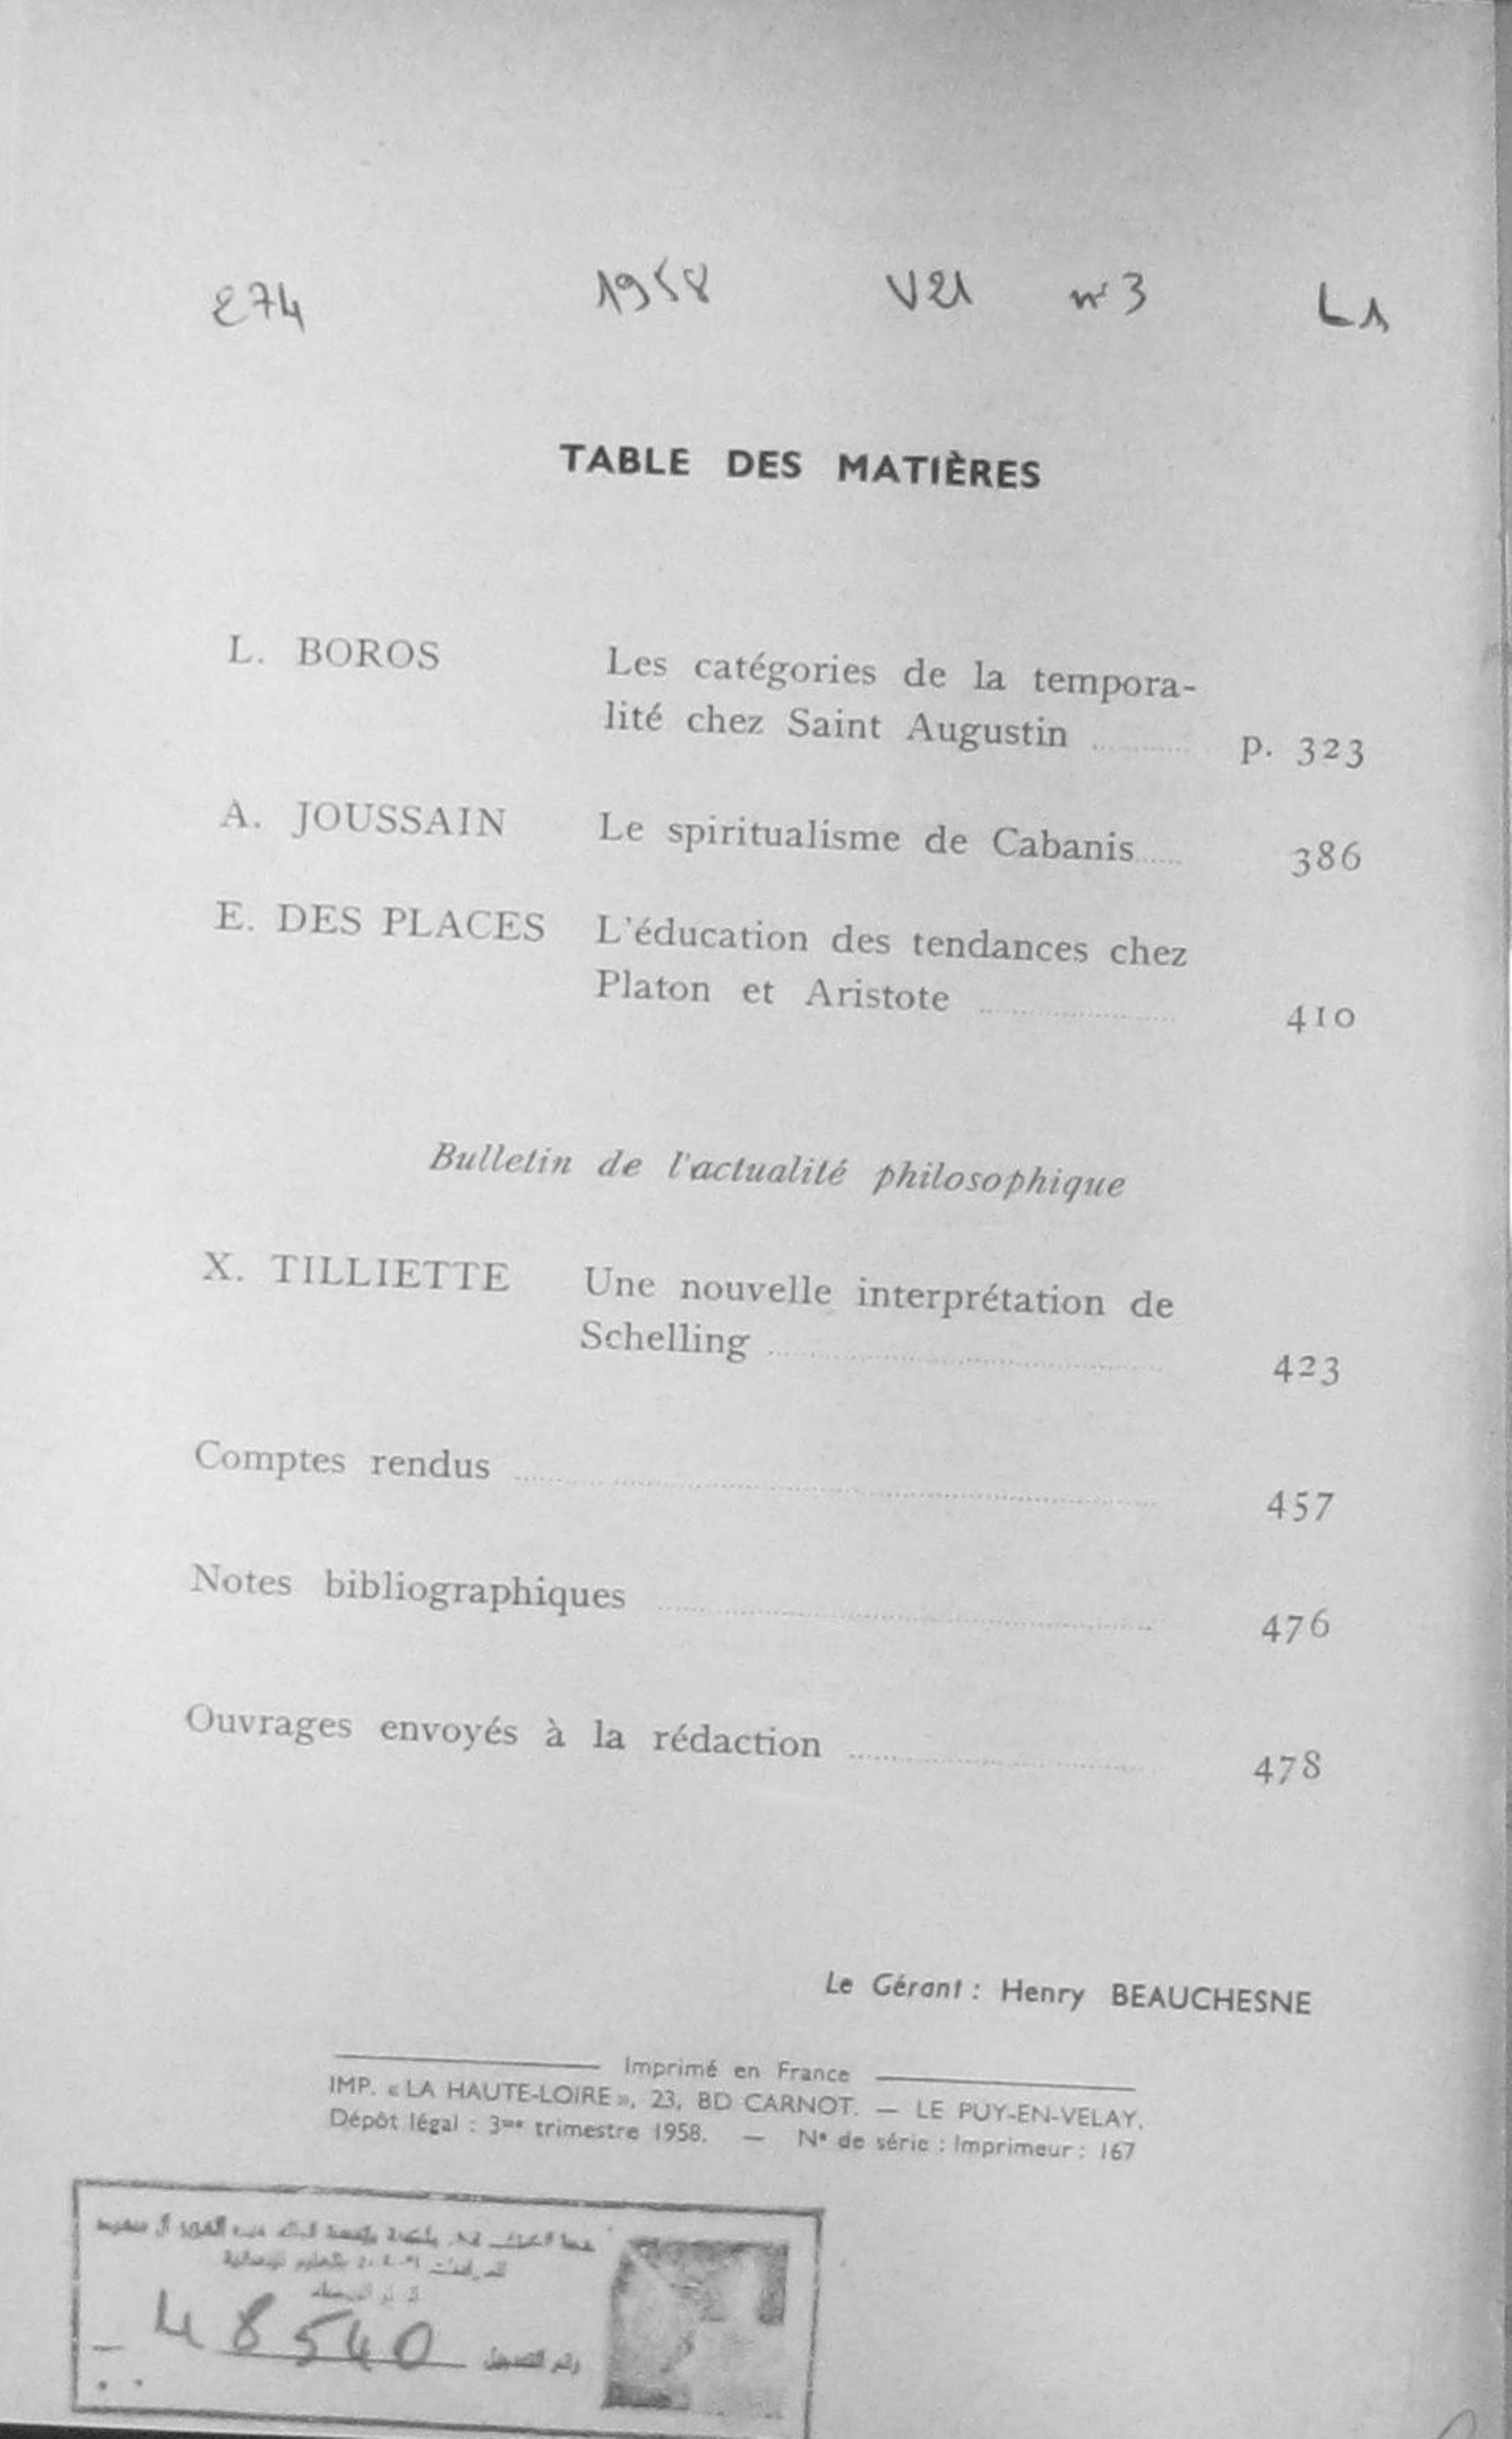 E74 1958 V21 n° 3 L1
TABLE DES MATIÈRES
L. BOROS Les catégories de la tempora-
lité chez Saint Augustin ........ p. 323
A. JOUSSAIN Le spiritualisme de Cabanis..... 386
E. DES PLACES L'éducation des tendances chez
Platon et Aristote ........ 410
Bulletin de l'actualité philosophique
X. TILLIETTE Une nouvelle interprétation de
Schelling ........ 423
Comptes rendus ........ 457
Notes bibliographiques ........ 476
Ouvrages envoyés à la rédaction ........ 478
Le Gérant : Henry BEAUCHESNE
Imprimé en France
IMP. « LA HAUTE-LOIRE », 23, BD CARNOT. — LE PUY-EN-VELAY.
Dépôt légal : 3me trimestre 1958. — N° de série : Imprimeur : 167
48540 رقم التسجيل